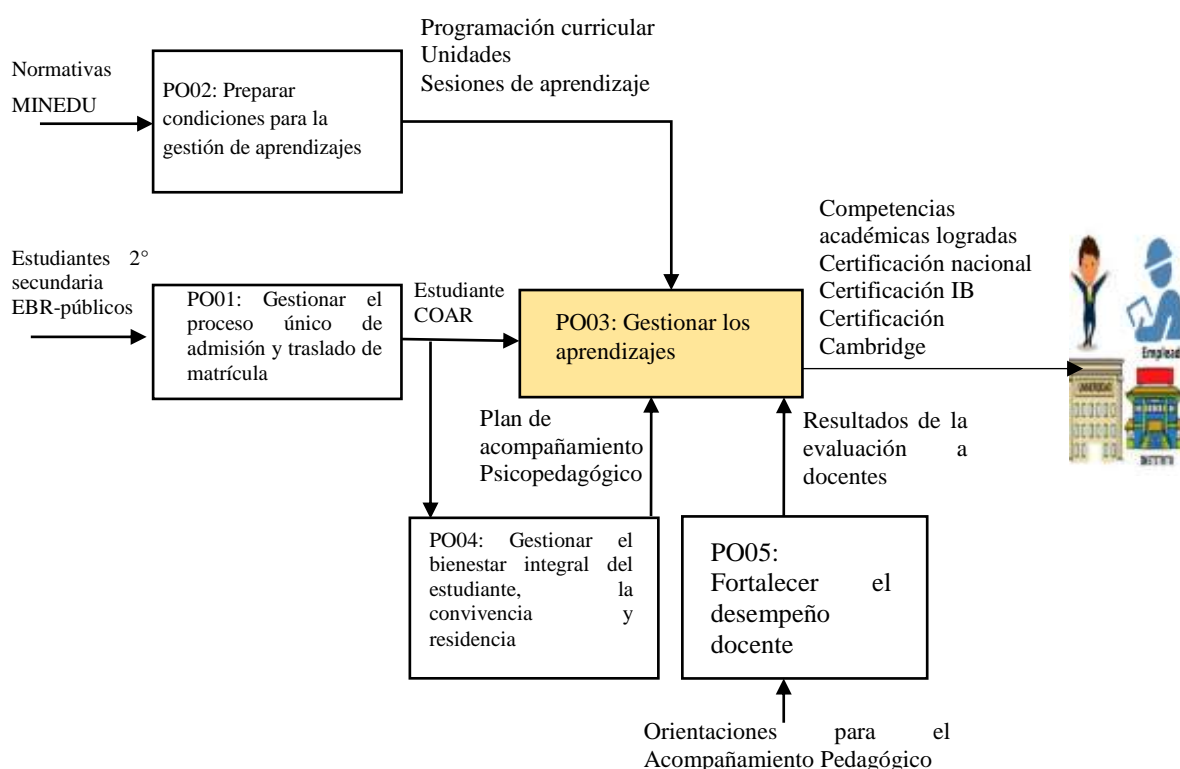 Programación curricular
Unidades
Sesiones de aprendizaje
Normativas
MINEDU
PO02: Preparar
condiciones para la
gestión de aprendizajes
Estudiantes 2°
secundaria
EBR-públicos
PO01: Gestionar el
proceso único de
admisión y traslado de
matrícula
Estudiante
COAR
PO03: Gestionar los
aprendizajes
Competencias
académicas logradas
Certificación nacional
Certificación IB
Certificación
Cambridge
Emplead
UNIVERSIDAD
Plan de
acompañamiento
Psicopedagógico
Resultados de la
evaluación a
docentes
PO04: Gestionar el
bienestar integral del
estudiante, la
convivencia y
residencia
PO05:
Fortalecer el
desempeño
docente
Orientaciones para el
Acompañamiento Pedagógico